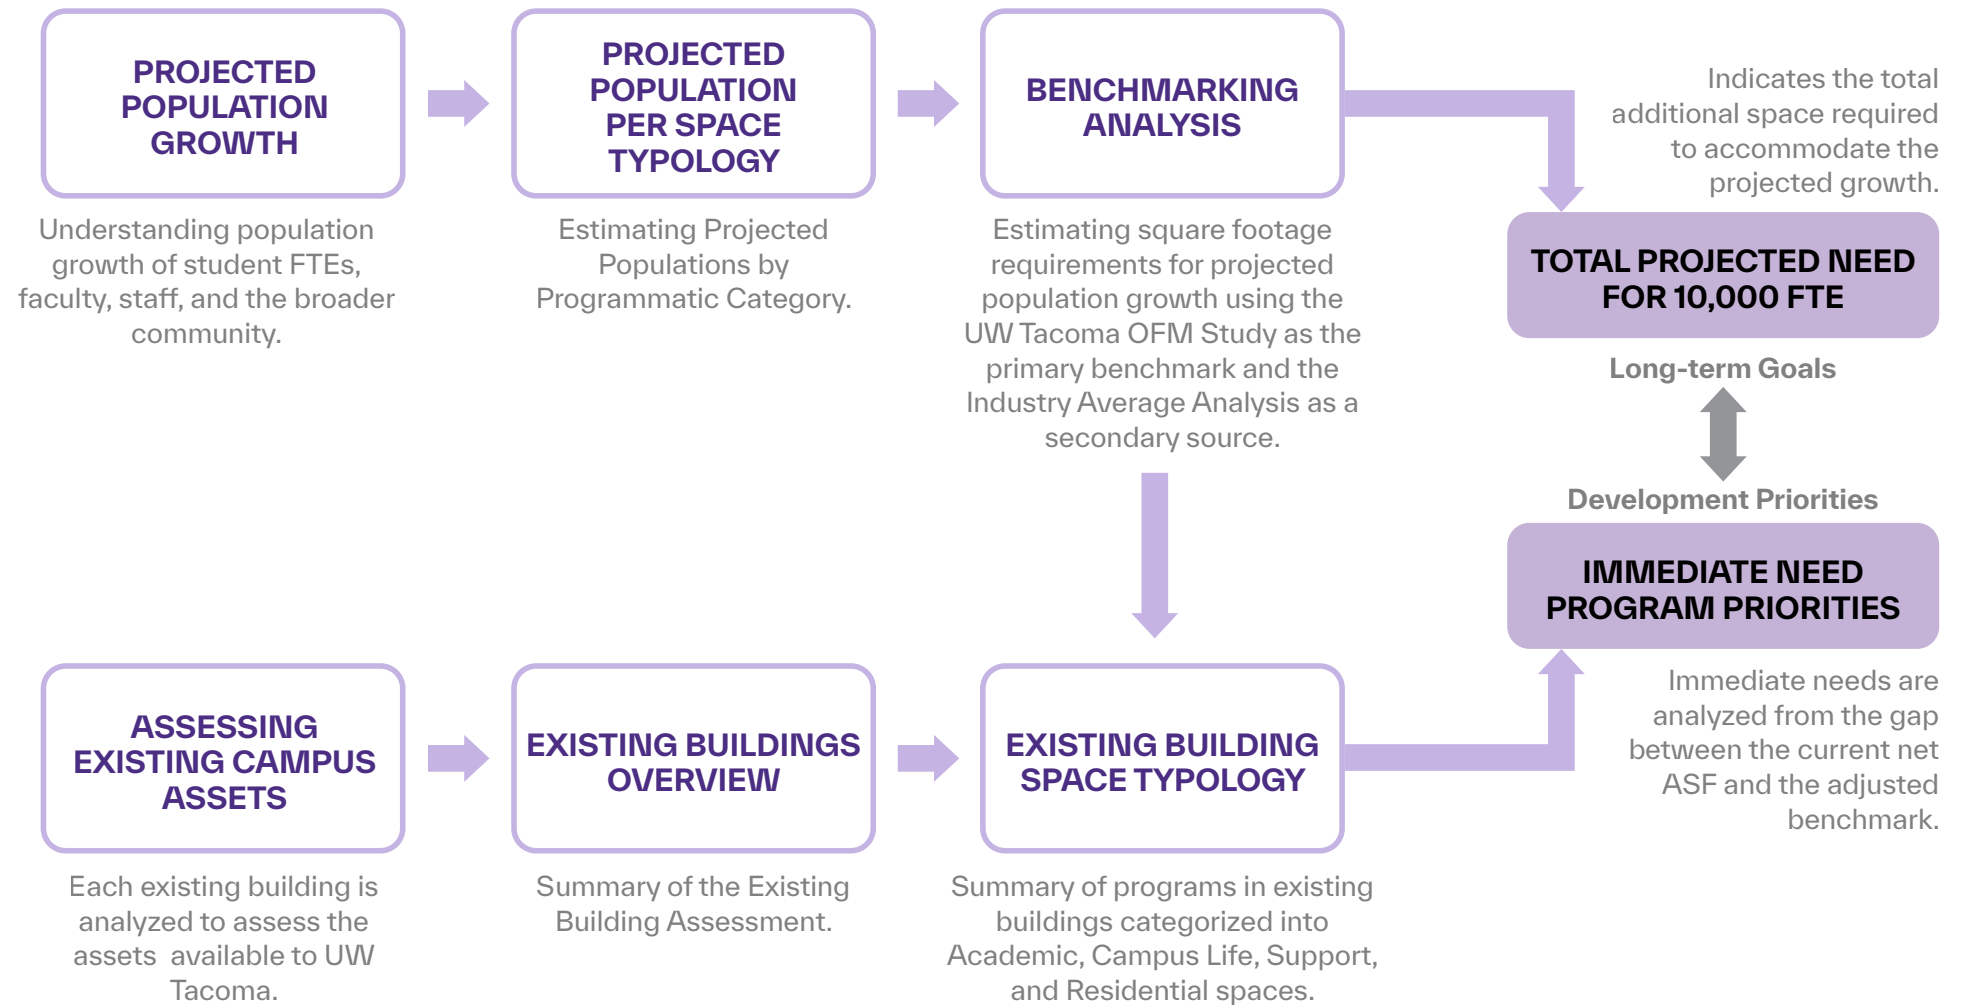 PROJECTED
POPULATION
GROWTH
Understanding population
growth of student FTEs,
faculty, staff, and the broader
community.
PROJECTED
POPULATION
PER SPACE
TYPOLOGY
Estimating Projected
Populations by
Programmatic Category.
BENCHMARKING
ANALYSIS
Estimating square footage
requirements for projected
population growth using the
UW Tacoma OFM Study as the
primary benchmark and the
Industry Average Analysis as a
secondary source.
Indicates the total
additional space required
to accommodate the
projected growth.
TOTAL PROJECTED NEED
FOR 10,000 FTE
Long-term Goals
Development Priorities
IMMEDIATE NEED
PROGRAM PRIORITIES
Immediate needs are
analyzed from the gap
between the current net
ASF and the adjusted
benchmark.
ASSESSING
EXISTING CAMPUS
ASSETS
Each existing building is
analyzed to assess the
assets available to UW
Tacoma.
EXISTING BUILDINGS
OVERVIEW
Summary of the Existing
Building Assessment.
EXISTING BUILDING
SPACE TYPOLOGY
Summary of programs in existing
buildings categorized into
Academic, Campus Life, Support,
and Residential spaces.